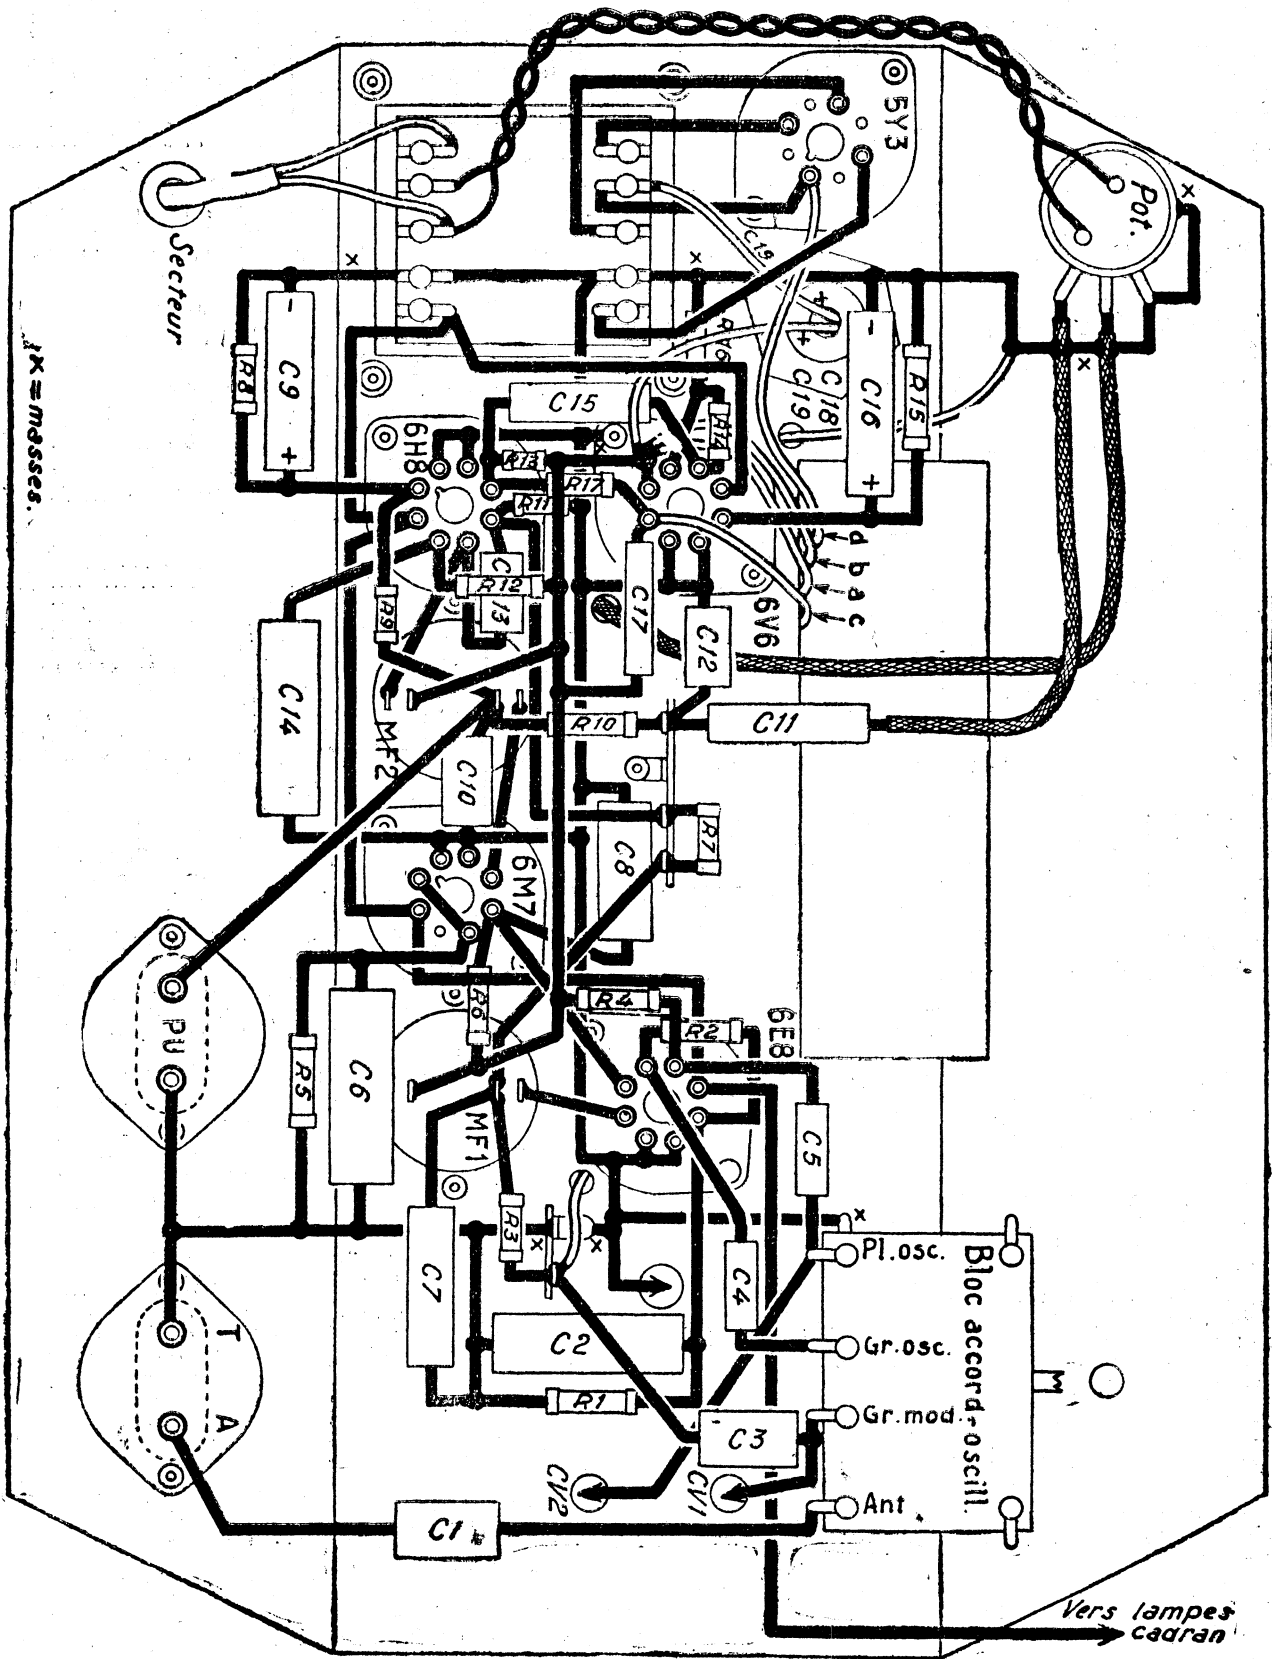 5Y3
Pot.
x
Secteur
x
x
C19
x = masses.
R8
-
C9
+
R16
+
+
C19
C18
-
C16
+
R15
x
C15
6H8
R13
R14
R17
R11
d
b
a
c
C
13
R12
R9
C17
6V6
C12
C14
MF2
R10
C11
C10
C8
R7
6M7
PU
R5
C6
R6
R4
R2
6E8
MF1
C5
T
A
C7
R3
x
x
x
C4
C2
R1
Pl.osc.
Gr.osc.
Gr.mod.
Ant.
Bloc accord-oscill.
C3
CV2
CV1
C1
Vers lampes
cadran